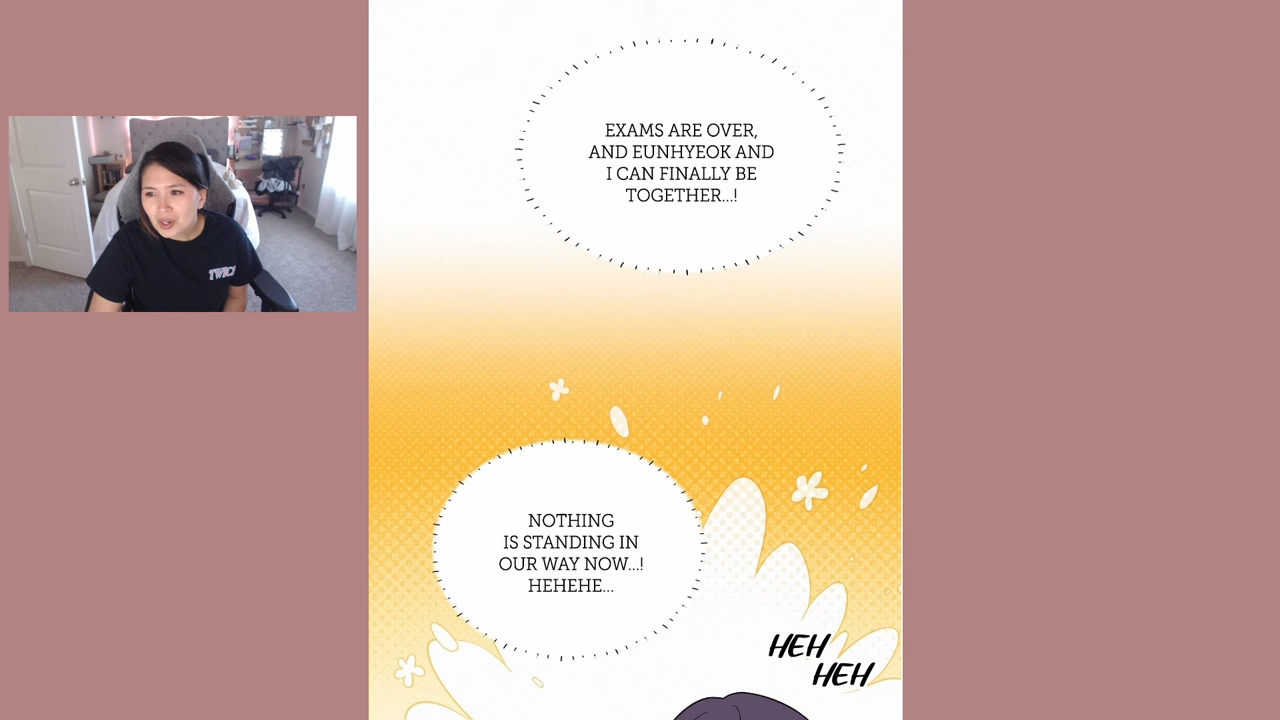 EXAMS ARE OVER,
AND EUNHYEOK AND
I CAN FINALLY BE
TOGETHER...!
NOTHING
IS STANDING IN
OUR WAY NOW...!
HEHEHE...
HEH
HEH
TWICE